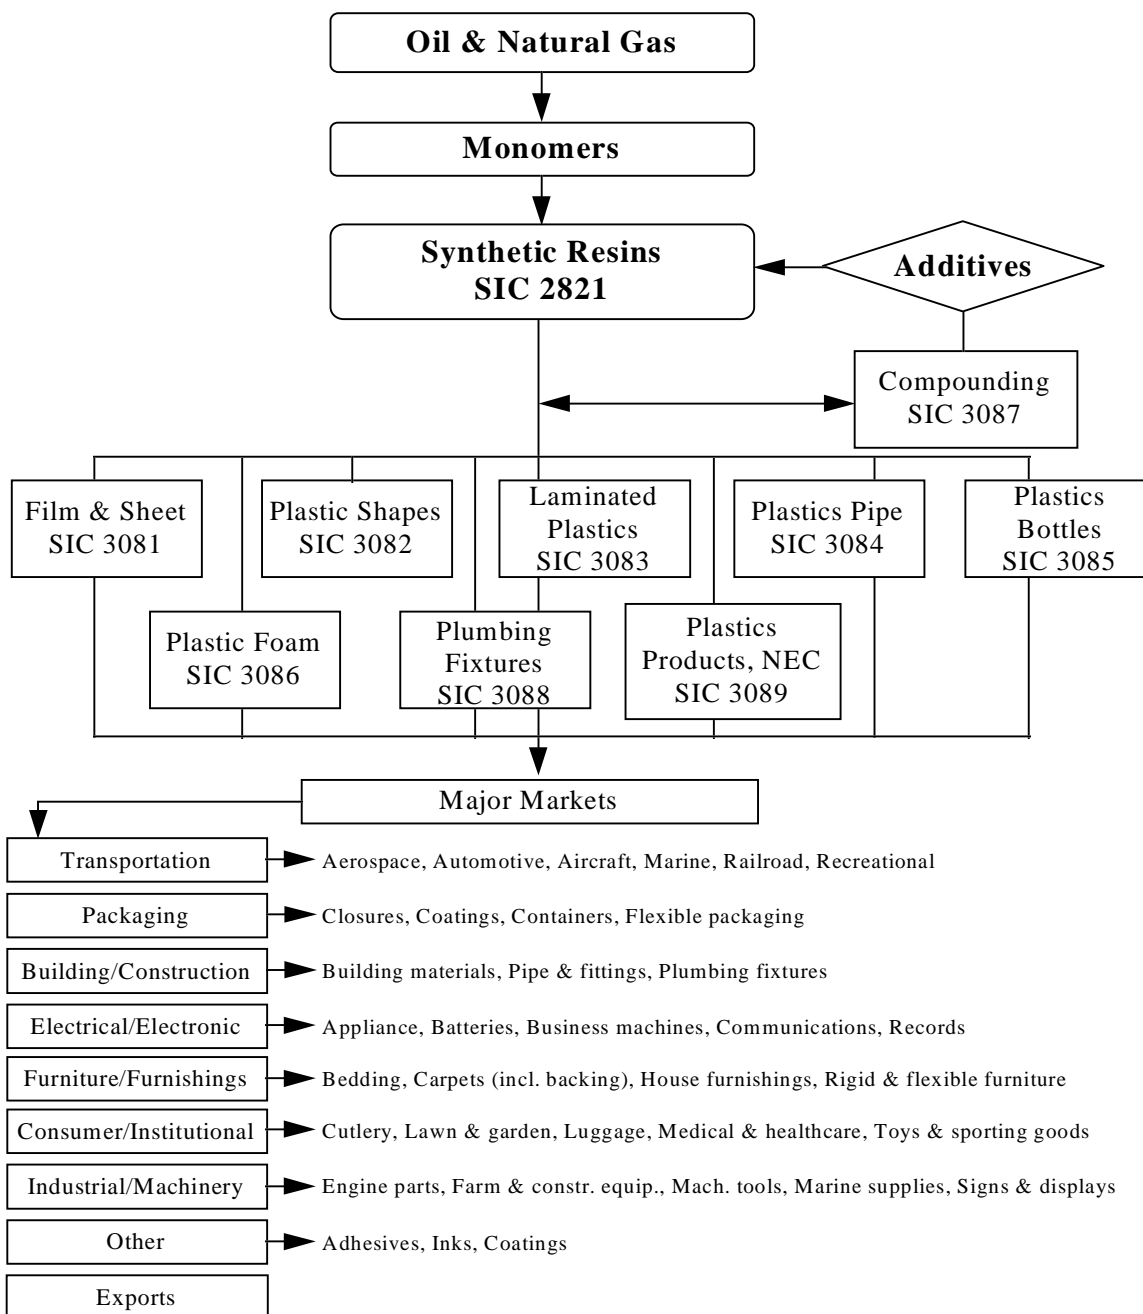 Oil & Natural Gas
Monomers
Synthetic Resins
SIC 2821
Additives
Compounding
SIC 3087
Film & Sheet
SIC 3081
Plastic Shapes
SIC 3082
Laminated
Plastics
SIC 3083
Plastics Pipe
SIC 3084
Plastics
Bottles
SIC 3085
Plastic Foam
SIC 3086
Plumbing
Fixtures
SIC 3088
Plastics
Products, NEC
SIC 3089
Major Markets
Transportation
Aerospace, Automotive, Aircraft, Marine, Railroad, Recreational
Packaging
Closures, Coatings, Containers, Flexible packaging
Building/Construction
Building materials, Pipe & fittings, Plumbing fixtures
Electrical/Electronic
Appliance, Batteries, Business machines, Communications, Records
Furniture/Furnishings
Bedding, Carpets (incl. backing), House furnishings, Rigid & flexible furniture
Consumer/Institutional
Cutlery, Lawn & garden, Luggage, Medical & healthcare, Toys & sporting goods
Industrial/Machinery
Engine parts, Farm & constr. equip., Mach. tools, Marine supplies, Signs & displays
Other
Adhesives, Inks, Coatings
Exports